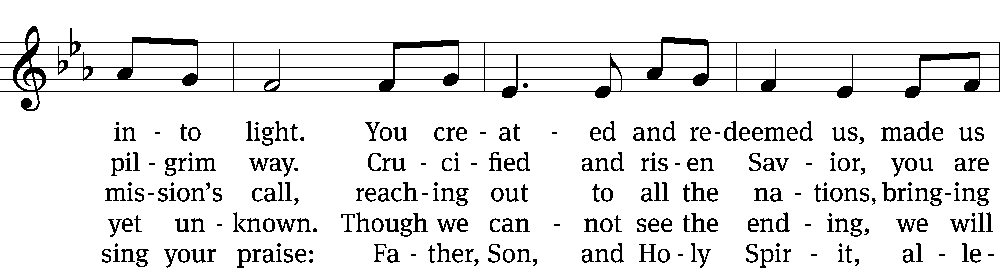 in - to light. You cre - at - ed and re - deemed us, made us
pil - grim way. Cru - ci - fied and ris - en Sav - ior, you are
mis - sion’s call, reach - ing out to all the na - tions, bring - ing
yet un - known. Though we can - not see the end - ing, we will
sing your praise: Fa - ther, Son, and Ho - ly Spir - it, al - le -